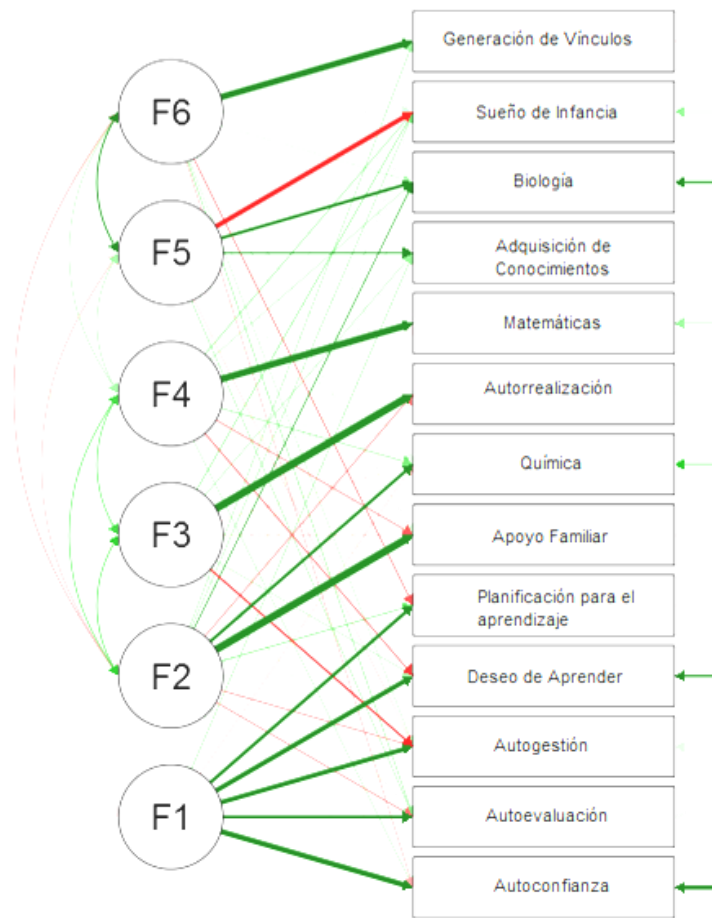 Generación de Vínculos
F6
Sueño de Infancia
Biología
F5
Adquisición de
Conocimientos
Matemáticas
F4
Autorrealización
Química
F3
Apoyo Familiar
Planificación para el
aprendizaje
F2
Deseo de Aprender
Autogestión
F1
Autoevaluación
Autoconfianza